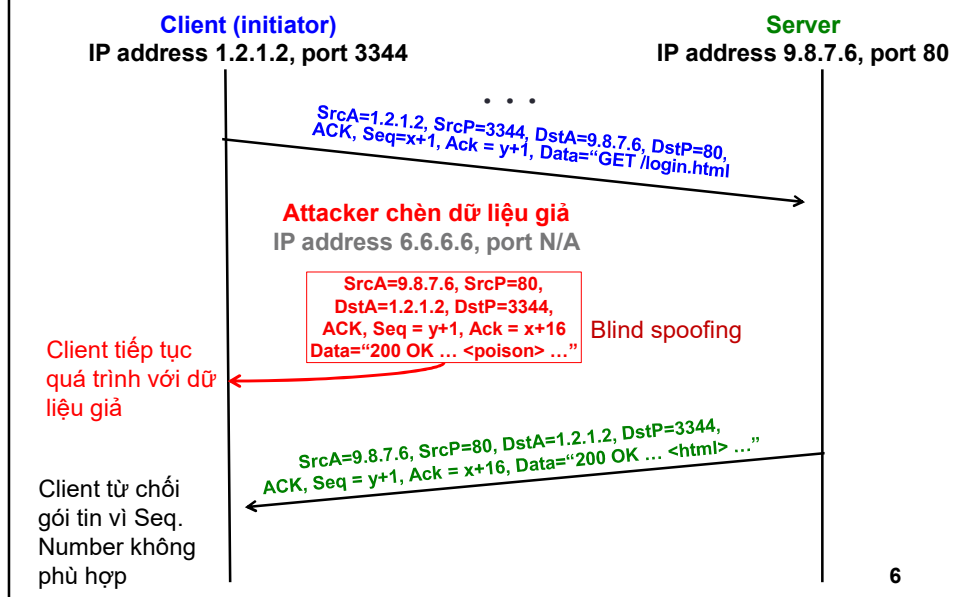 Client (initiator)
IP address 1.2.1.2, port 3344
Server
IP address 9.8.7.6, port 80
. . .
SrcA=1.2.1.2, SrcP=3344, DstA=9.8.7.6, DstP=80,
ACK, Seq=x+1, Ack = y+1, Data=“GET /login.html
Attacker chèn dữ liệu giả
IP address 6.6.6.6, port N/A
SrcA=9.8.7.6, SrcP=80,
DstA=1.2.1.2, DstP=3344,
ACK, Seq = y+1, Ack = x+16
Data=“200 OK … <poison> …”
Blind spoofing
Client tiếp tục
quá trình với dữ
liệu giả
SrcA=9.8.7.6, SrcP=80, DstA=1.2.1.2, DstP=3344,
ACK, Seq = y+1, Ack = x+16, Data=“200 OK … <html> …”
Client từ chối
gói tin vì Seq.
Number không
phù hợp
6